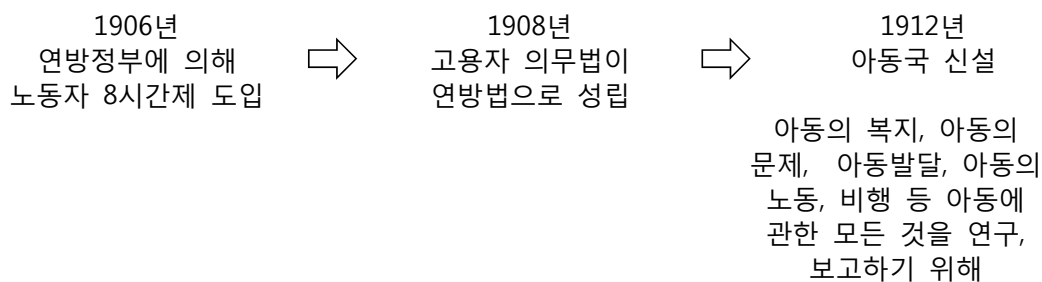 1906년
연방정부에 의해
노동자 8시간제 도입
1908년
고용자 의무법이
연방법으로 성립
1912년
아동국 신설
아동의 복지, 아동의
문제, 아동발달, 아동의
노동, 비행 등 아동에
관한 모든 것을 연구,
보고하기 위해